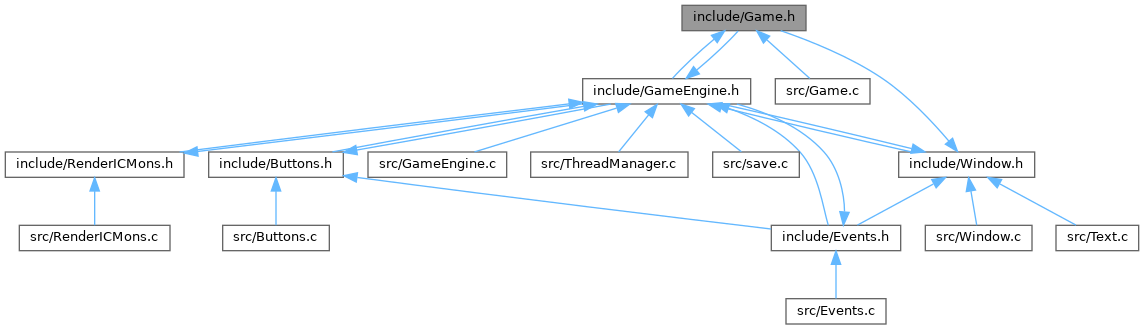 include/Game.h
include/GameEngine.h
src/Game.c
include/RenderICMons.h
include/Buttons.h
src/GameEngine.c
src/ThreadManager.c
src/save.c
include/Window.h
src/RenderICMons.c
src/Buttons.c
include/Events.h
src/Window.c
src/Text.c
src/Events.c